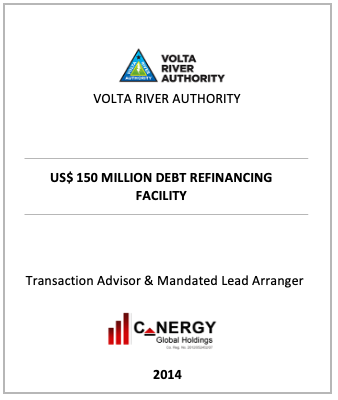 VOLTA
RIVER
AUTHORITY
VOLTA RIVER AUTHORITY
US$ 150 MILLION DEBT REFINANCING
FACILITY
Transaction Advisor & Mandated Lead Arranger
C NERGY
Global Holdings
2014